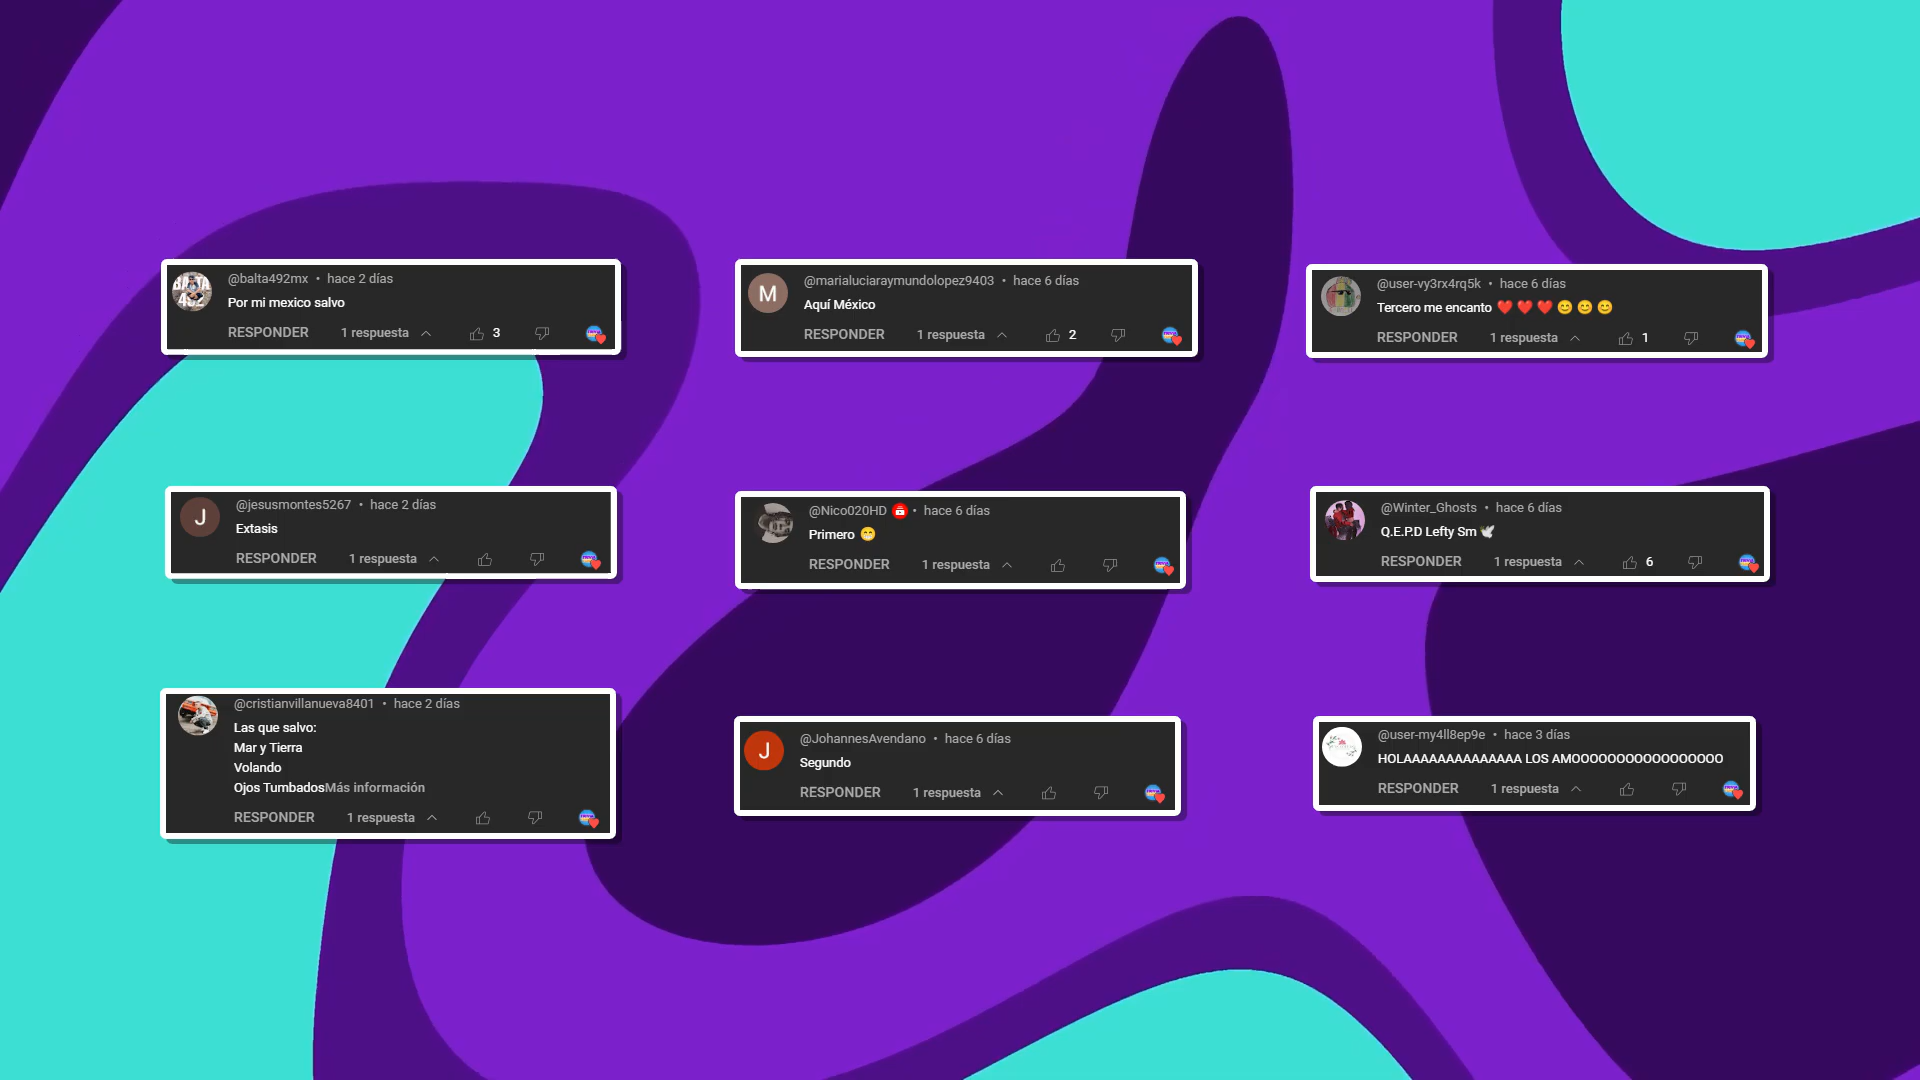 @balta492mx • hace 2 días
Por mi mexico salvo
RESPONDER 1 respuesta 3
@marialuciaraymundolopez9403 • hace 6 días
Aquí México
RESPONDER 1 respuesta 2
@user-vy3rx4rq5k • hace 6 días
Tercero me encanto ❤️❤️❤️😊😊😊
RESPONDER 1 respuesta 1
@jesusmontes5267 • hace 2 días
Extasis
RESPONDER 1 respuesta
@Nico020HD • hace 6 días
Primero 😁
RESPONDER 1 respuesta
@Winter_Ghosts • hace 6 días
Q.E.P.D Lefty Sm 🕊️
RESPONDER 1 respuesta 6
@cristianvillanueva8401 • hace 2 días
Las que salvo:
Mar y Tierra
Volando
Ojos TumbadosMás información
RESPONDER 1 respuesta
@JohannesAvendano • hace 6 días
Segundo
RESPONDER 1 respuesta
@user-my4ll8ep9e • hace 3 días
HOLAAAAAAAAAAAAAA LOS AMOOOOOOOOOOOOOOOOO
RESPONDER 1 respuesta
J
M
J